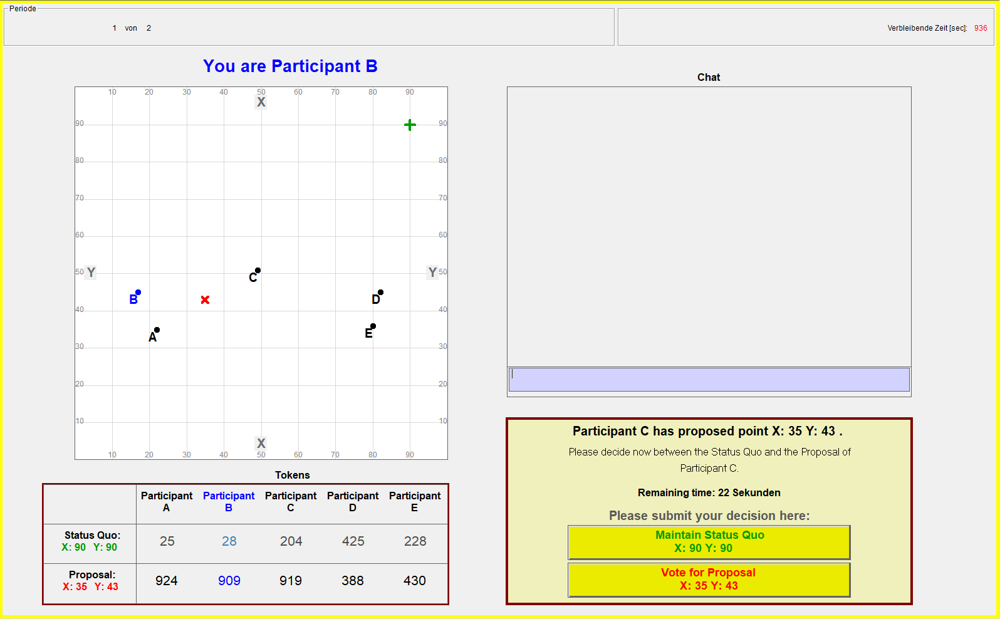 Periode
1 von 2
Verbleibende Zeit [sec]: 936
You are Participant B
10 20 30 40 50 60 70 80 90
X
90 90
80 80
70 70
60 60
50 Y Y 50
C
B D
40 40
E
A
30 30
20 20
10 10
X
10 20 30 40 50 60 70 80 90
Tokens
Participant A Participant B Participant C Participant D Participant E
Status Quo: X: 90 Y: 90 25 28 204 425 228
Proposal: X: 35 Y: 43 924 909 919 388 430
Chat
Participant C has proposed point X: 35 Y: 43 .
Please decide now between the Status Quo and the Proposal of
Participant C.
Remaining time: 22 Sekunden
Please submit your decision here:
Maintain Status Quo
X: 90 Y: 90
Vote for Proposal
X: 35 Y: 43